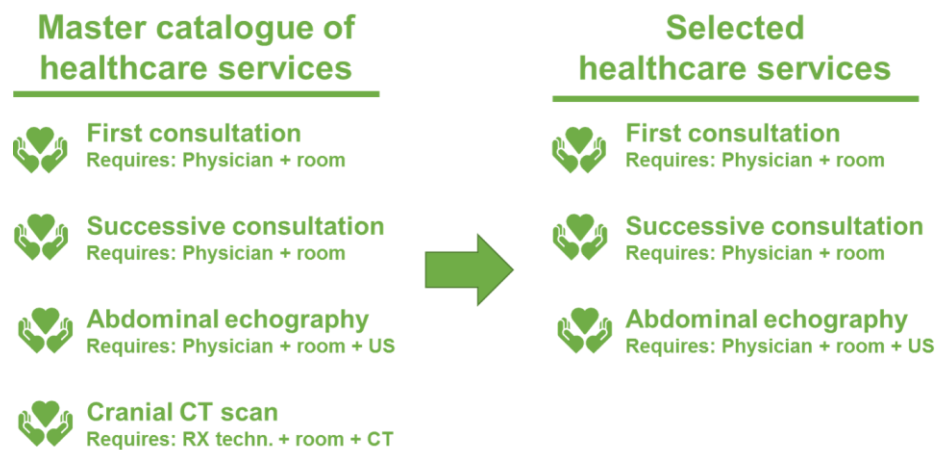 Master catalogue of
healthcare services
First consultation
Requires: Physician + room
Successive consultation
Requires: Physician + room
Abdominal echography
Requires: Physician + room + US
Cranial CT scan
Requires: RX techn. + room + CT
Selected
healthcare services
First consultation
Requires: Physician + room
Successive consultation
Requires: Physician + room
Abdominal echography
Requires: Physician + room + US